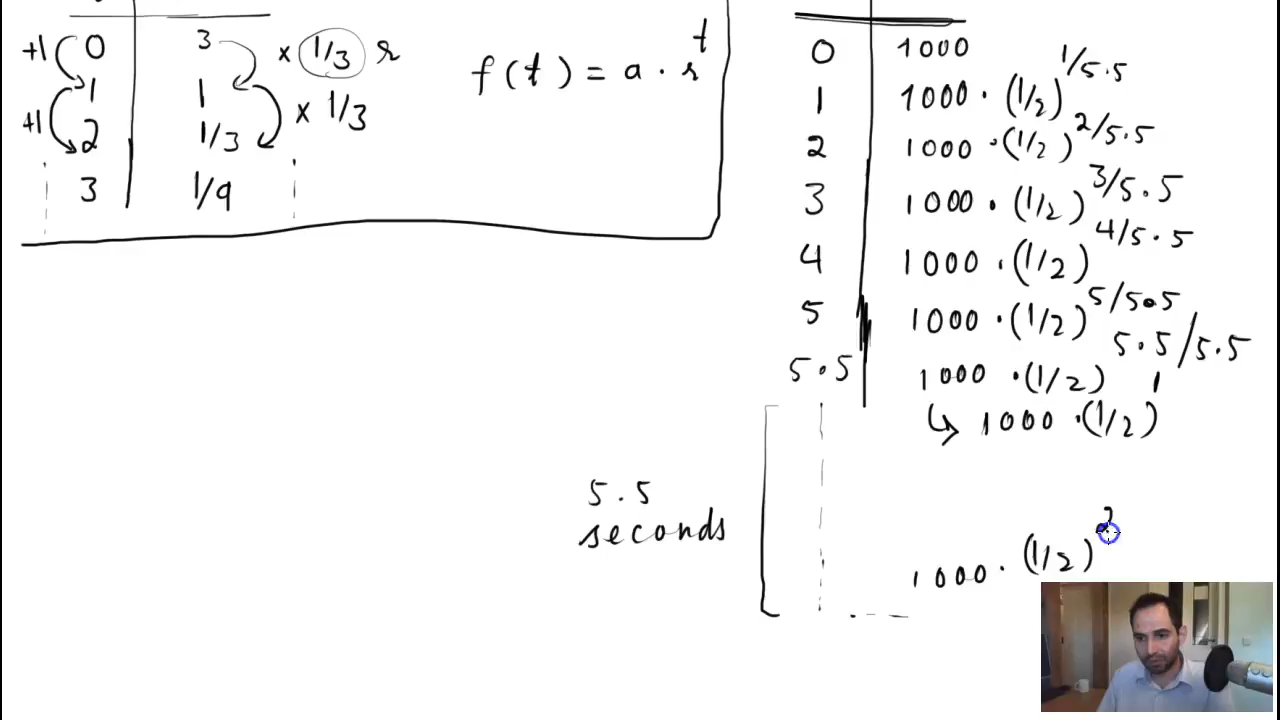 +1 0 3 × 1/3 r
1 1 × 1/3
+1 2 1/3
3 1/9
f(t) = a · r^t
0 1000
1 1000 · (1/2)^1/5.5
2 1000 · (1/2)^2/5.5
3 1000 · (1/2)^3/5.5
4 1000 · (1/2)^4/5.5
5 1000 · (1/2)^5/5.5
5.5 1000 · (1/2)^5.5/5.5
↳ 1000 · (1/2)^1
5.5
seconds
1000 · (1/2)^2